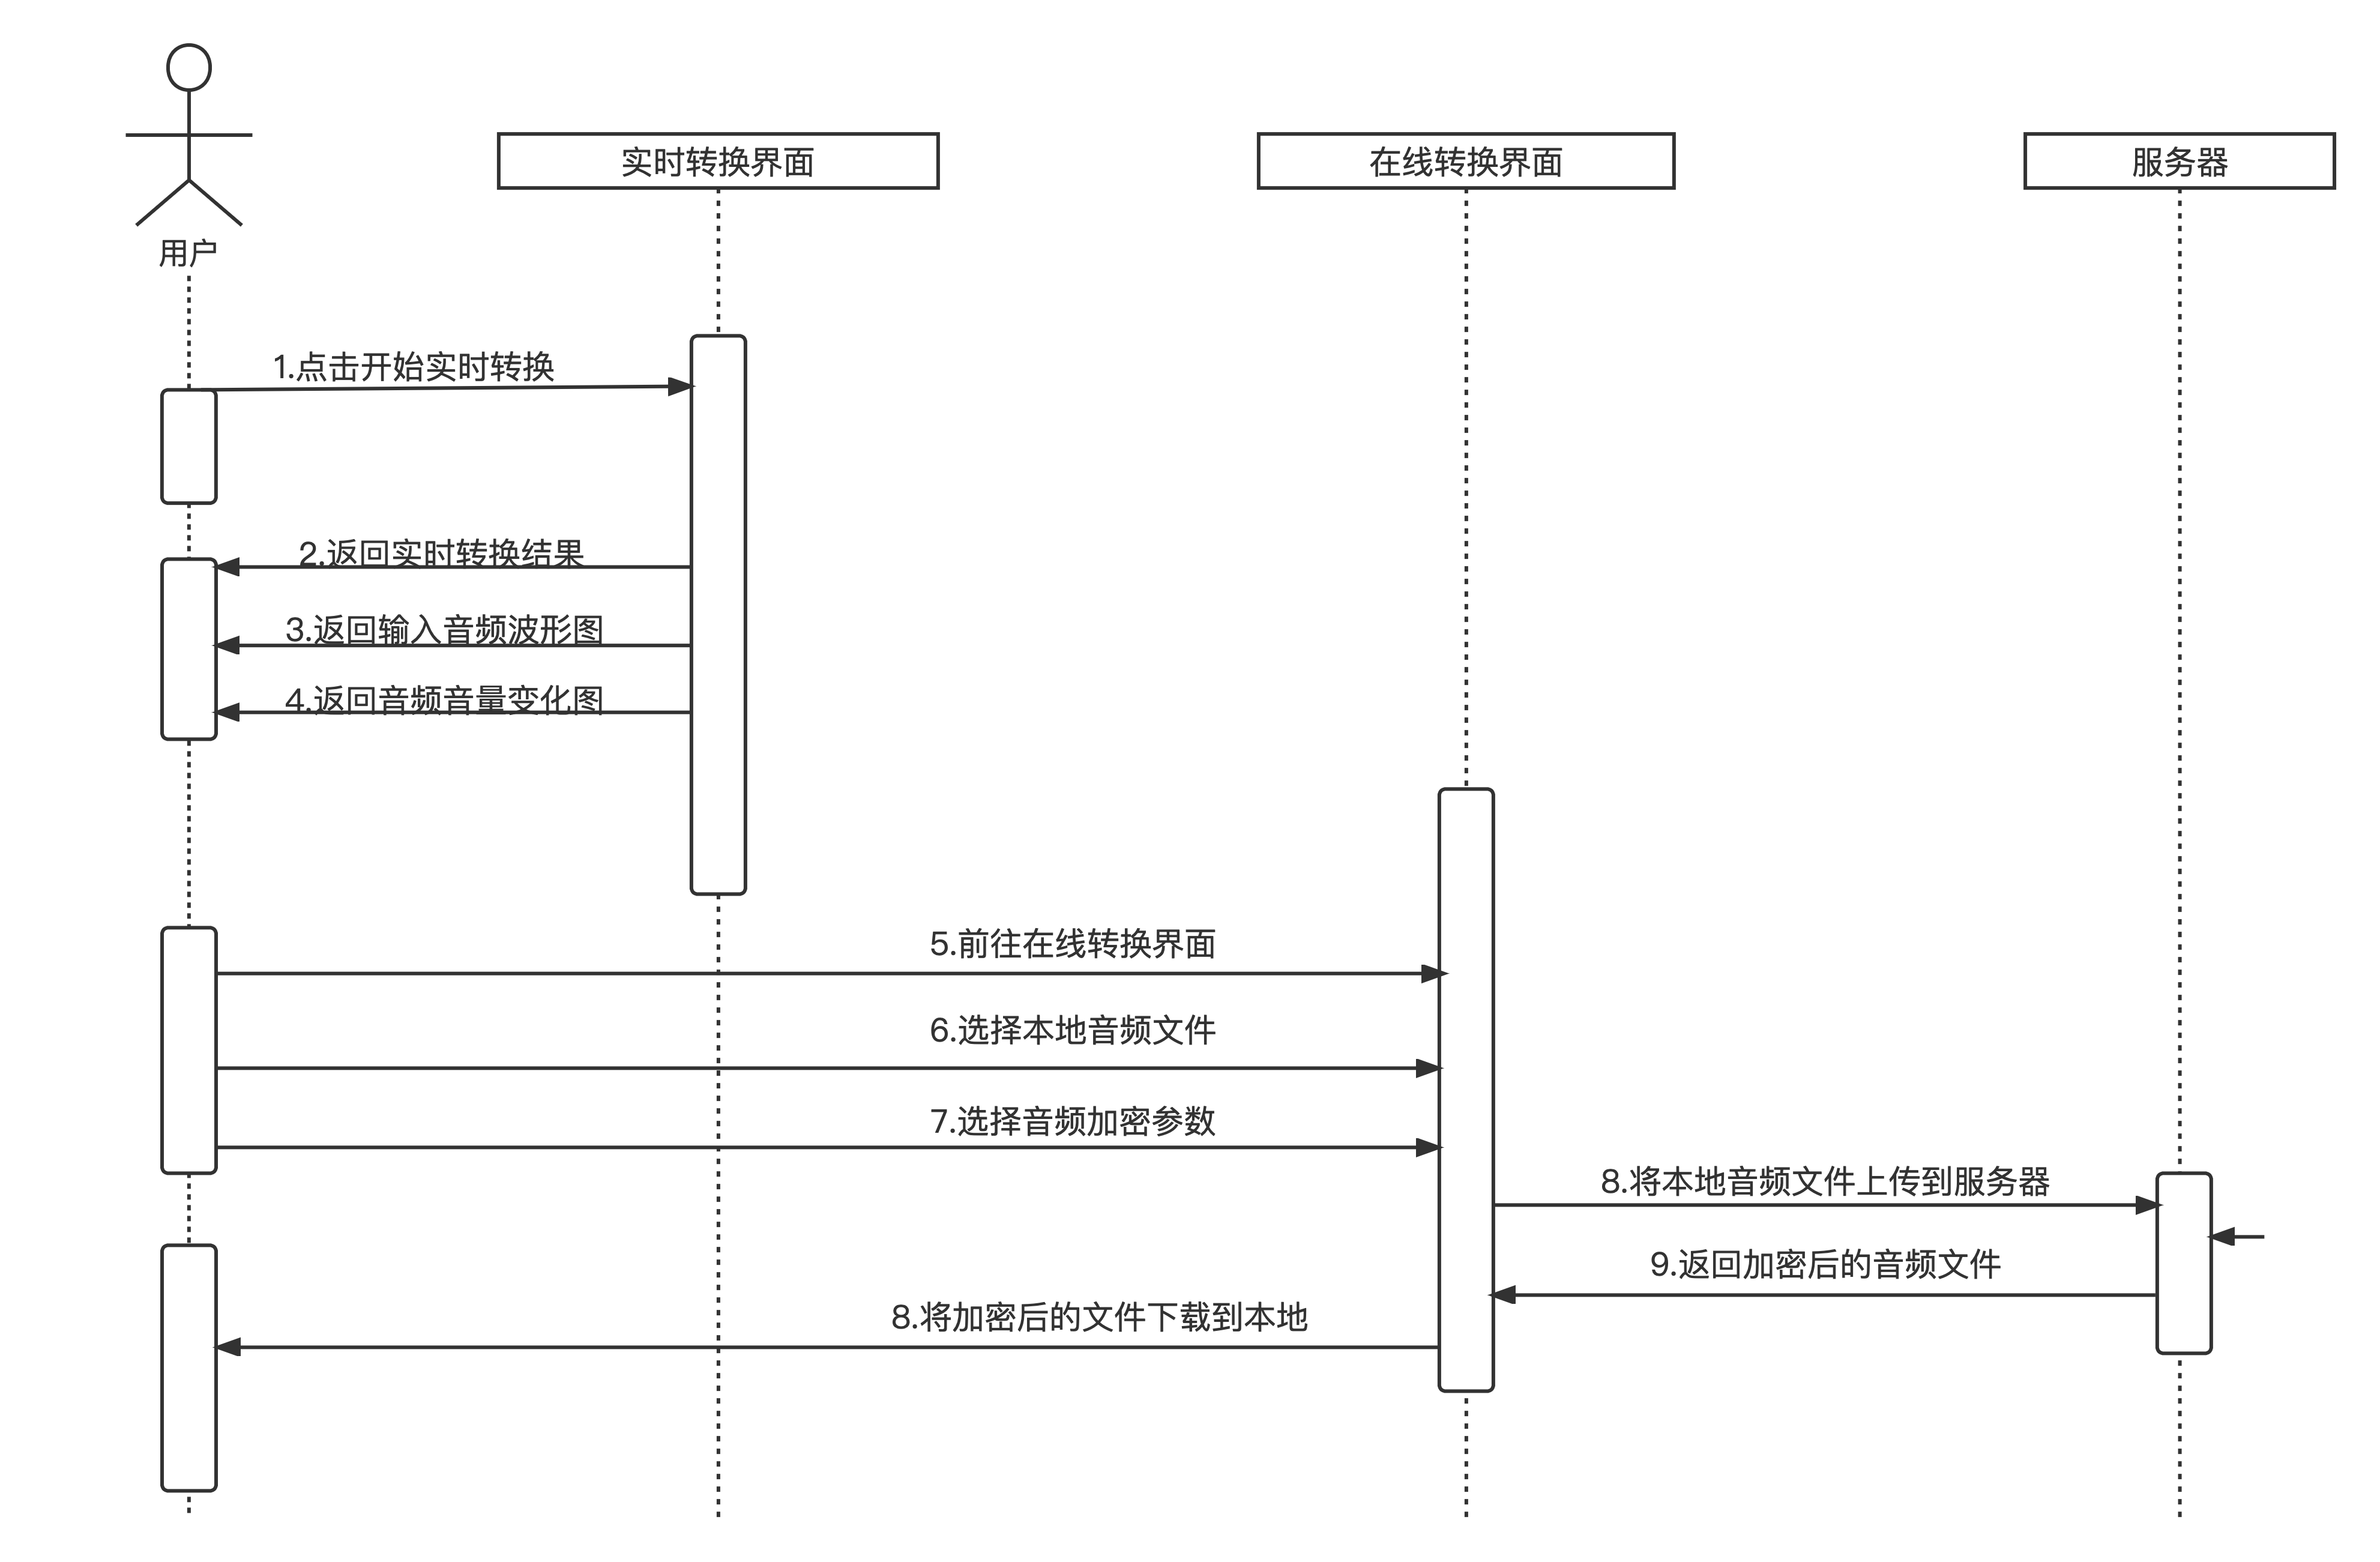 实时转换界面
在线转换界面
服务器
用户
1.点击开始实时转换
2.返回实时转换结果
3.返回输入音频波形图
4.返回音频音量变化图
5.前往在线转换界面
6.选择本地音频文件
7.选择音频加密参数
8.将本地音频文件上传到服务器
9.返回加密后的音频文件
8.将加密后的文件下载到本地